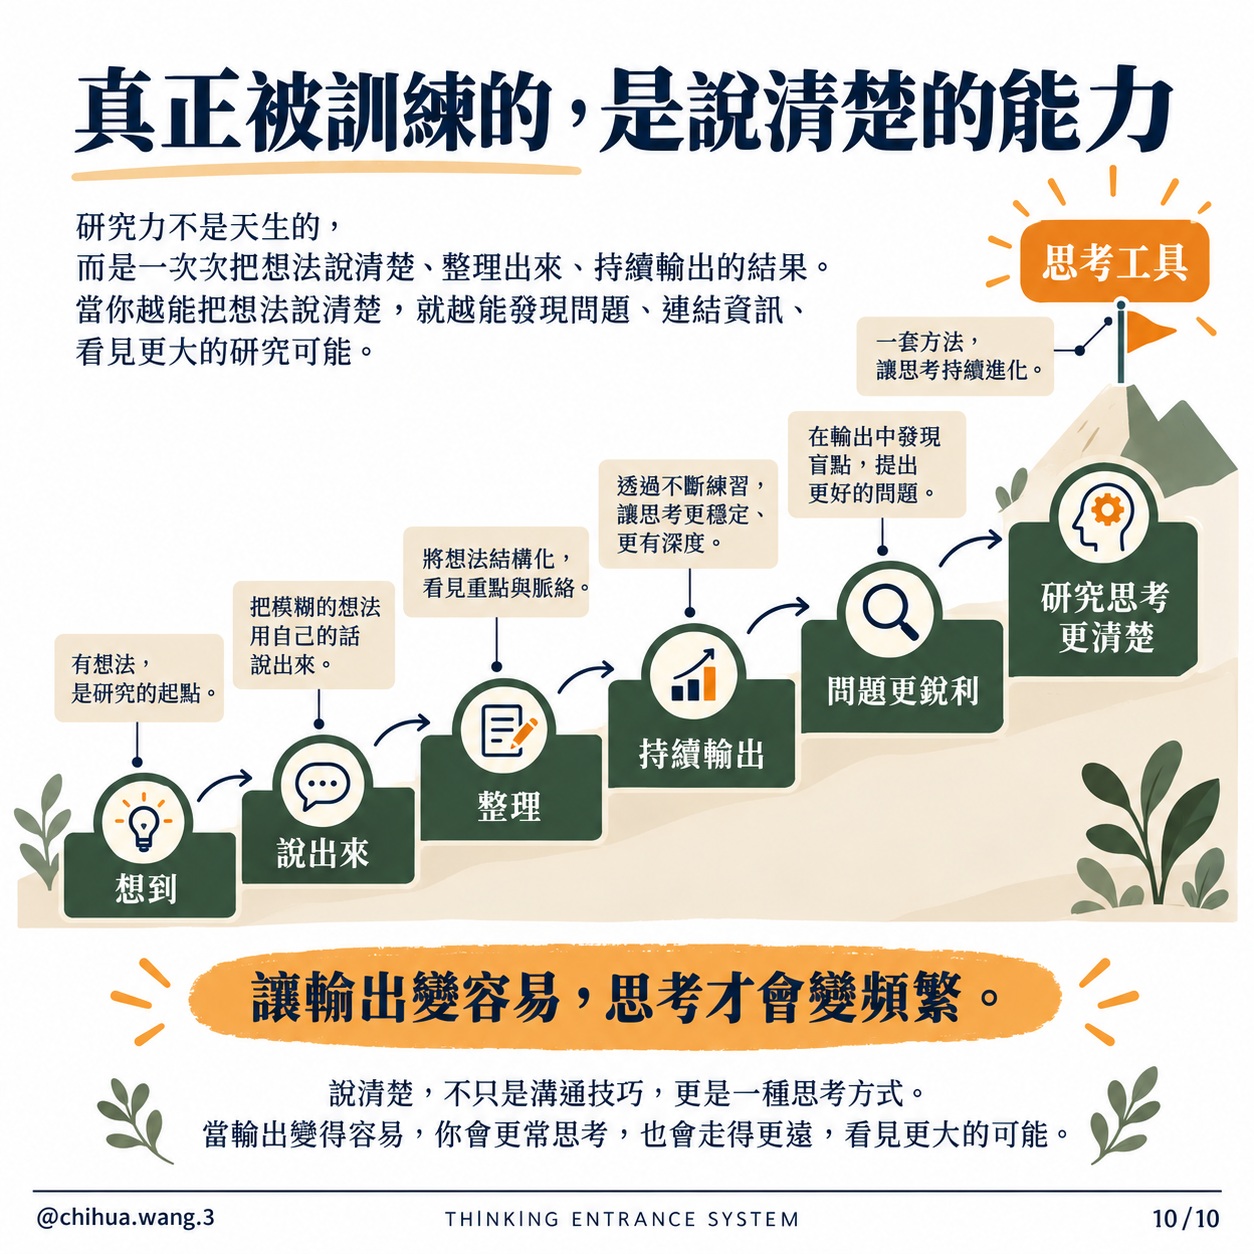 真正被訓練的，是說清楚的能力
研究力不是天生的，
而是一次次把想法說清楚、整理出來、持續輸出的結果。
當你越能把想法說清楚，就越能發現問題、連結資訊、
看見更大的研究可能。
思考工具
一套方法，
讓思考持續進化。
在輸出中發現
盲點，提出
更好的問題。
透過不斷練習，
讓思考更穩定、
更有深度。
將想法結構化，
看見重點與脈絡。
把模糊的想法
用自己的話
說出來。
有想法，
是研究的起點。
想到
說出來
整理
持續輸出
問題更銳利
研究思考
更清楚
讓輸出變容易，思考才會變頻繁。
說清楚，不只是溝通技巧，更是一種思考方式。
當輸出變得容易，你會更常思考，也會走得更遠，看見更大的可能。
@chihua.wang.3
THINKING ENTRANCE SYSTEM
10/10